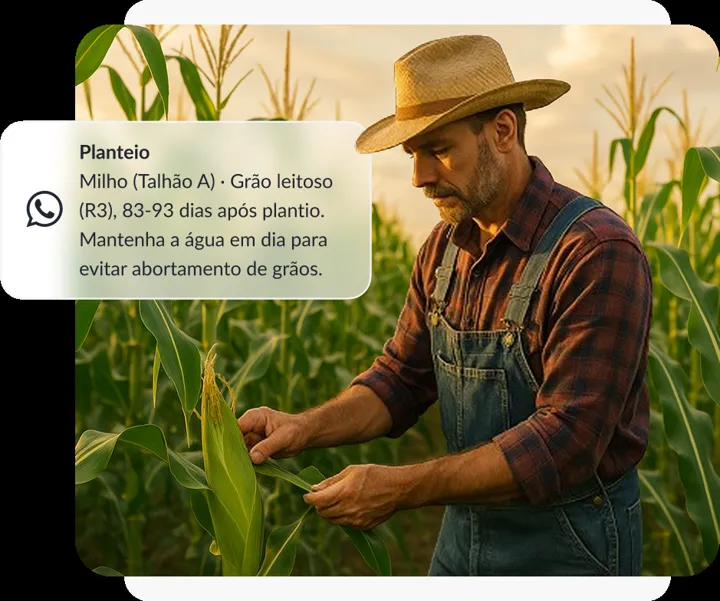 Planteio
Milho (Talhão A) · Grão leitoso
(R3), 83-93 dias após plantio.
Mantenha a água em dia para
evitar abortamento de grãos.